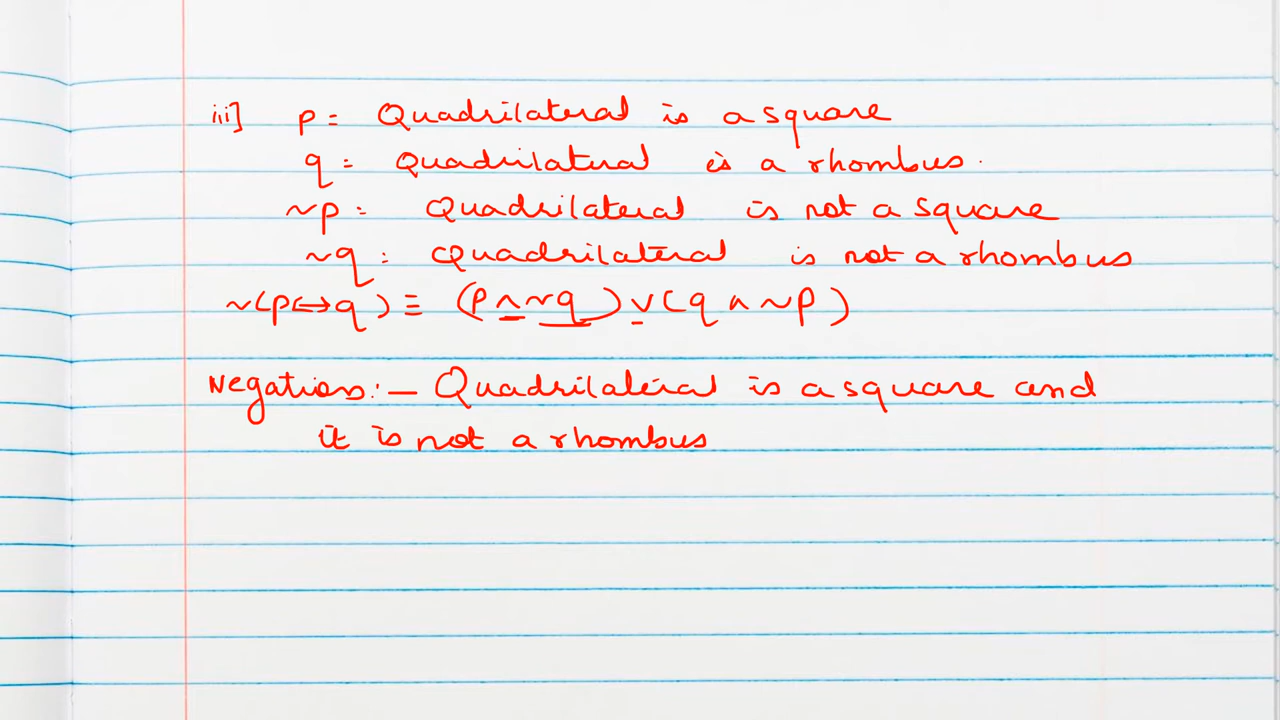 iii] p = Quadrilateral is a square
q = Quadrilateral is a rhombus.
~p = Quadrilateral is not a square
~q : Quadrilateral is not a rhombus
~(p↔q) ≡ (p∧~q) ∨ (q∧~p)
Negation:- Quadrilateral is a square and
it is not a rhombus